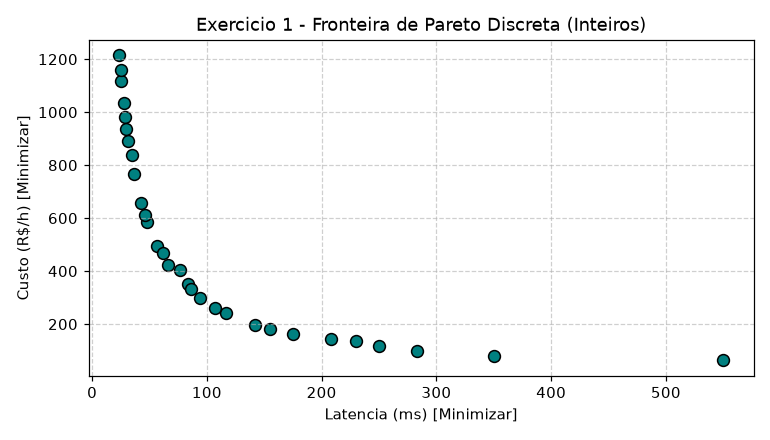 Exercicio 1 - Fronteira de Pareto Discreta (Inteiros)
Custo (R$/h) [Minimizar]
1200
1000
800
600
400
200
0 100 200 300 400 500
Latencia (ms) [Minimizar]